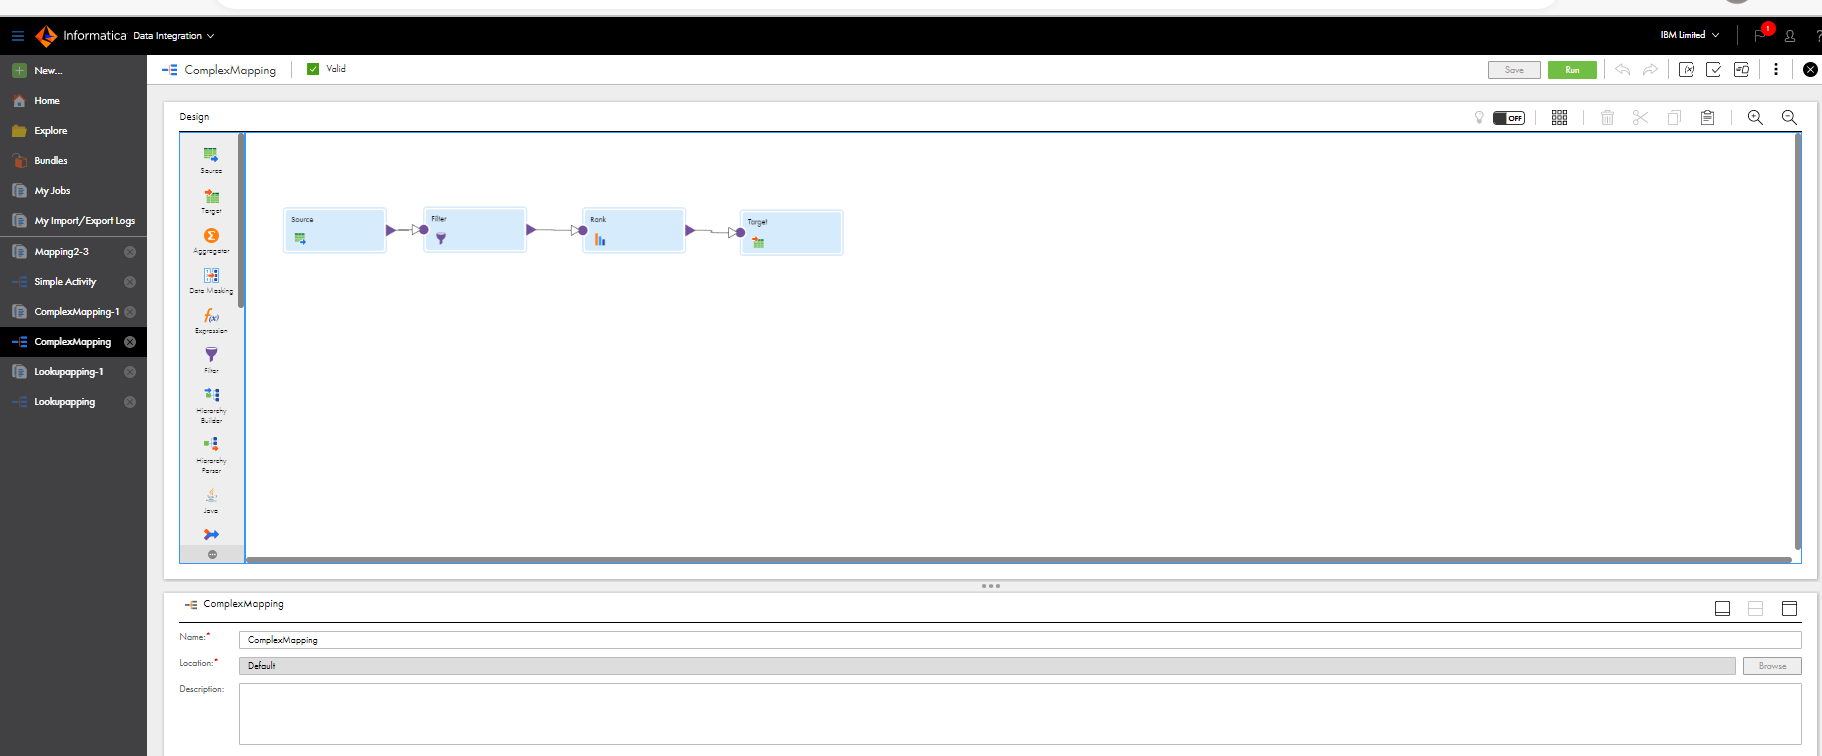 Informatica Data Integration
IBM Limited
1
?
New...
Home
Explore
Bundles
My Jobs
My Import/Export Logs
Mapping2-3
Simple Activity
ComplexMapping-1
ComplexMapping
Lookupapping-1
Lookupapping
ComplexMapping
Valid
Save
Run
Design
OFF
Source
Target
Aggregator
Data Masking
Expression
Filter
Hierarchy
Builder
Hierarchy
Parser
Java
Source
Filter
Rank
Target
ComplexMapping
Name:*
ComplexMapping
Location:*
Default
Browse
Description: